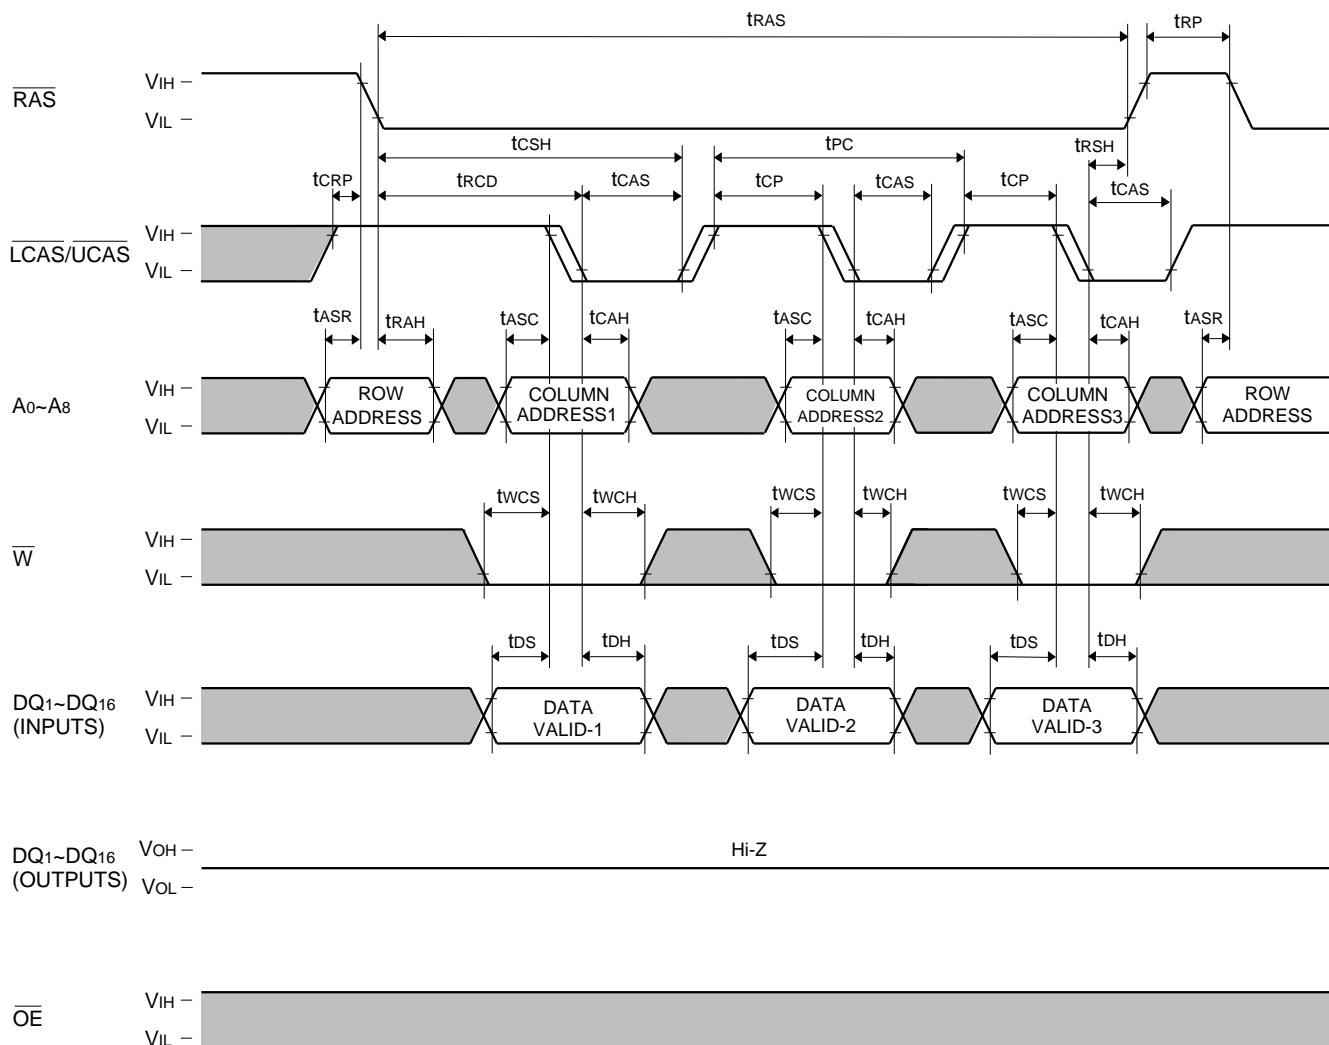 tRAS tRP
RAS VIH
VIL
tCSH tPC tRSH
tCRP tRCD tCAS tCP tCAS tCP tCAS
LCAS/UCAS VIH
VIL
tASR tRAH tASC tCAH tASC tCAH tASC tCAH tASR
A0~A8 VIH
VIL
ROW
ADDRESS
COLUMN
ADDRESS1
COLUMN
ADDRESS2
COLUMN
ADDRESS3
ROW
ADDRESS
tWCS tWCH tWCS tWCH tWCS tWCH
W VIH
VIL
tDS tDH tDS tDH tDS tDH
DQ1~DQ16
(INPUTS)
VIH
VIL
DATA
VALID-1
DATA
VALID-2
DATA
VALID-3
DQ1~DQ16
(OUTPUTS)
VOH
VOL
Hi-Z
OE VIH
VIL